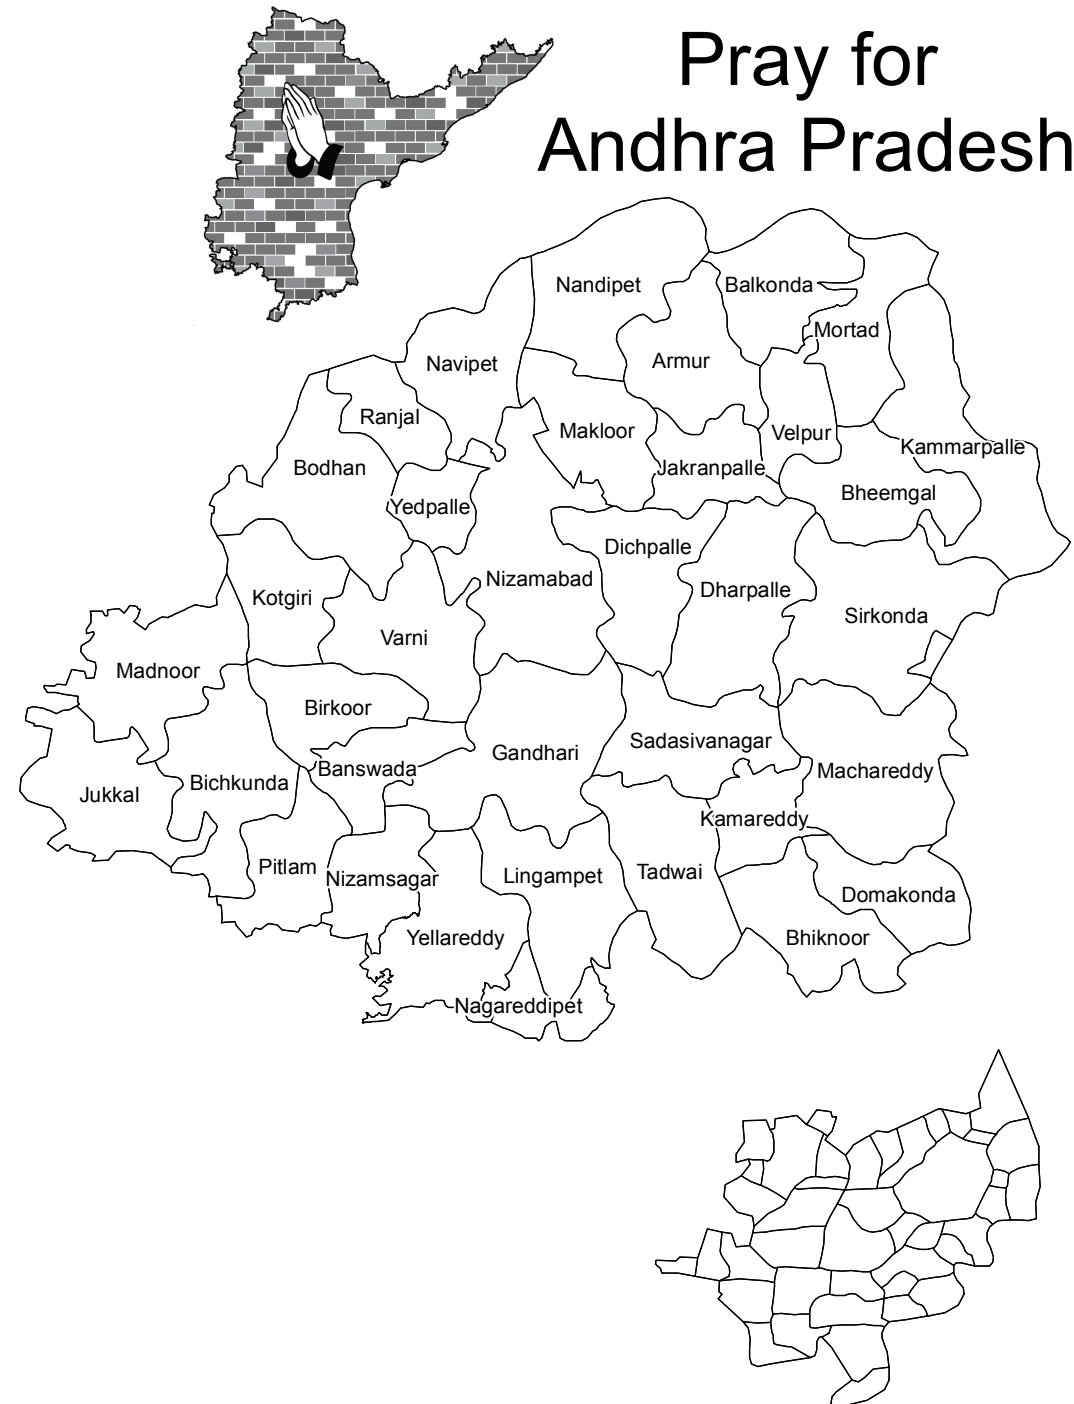 Pray for
Andhra Pradesh
Nandipet
Balkonda
Mortad
Navipet
Armur
Ranjal
Makloor
Velpur
Kammarpalle
Bodhan
Jakranpalle
Yedpalle
Bheemgal
Dichpalle
Nizamabad
Dharpalle
Kotgiri
Sirkonda
Varni
Madnoor
Birkoor
Sadasivanagar
Gandhari
Banswada
Machareddy
Bichkunda
Jukkal
Kamareddy
Pitlam
Nizamsagar
Lingampet
Tadwai
Domakonda
Yellareddy
Bhiknoor
Nagareddipet